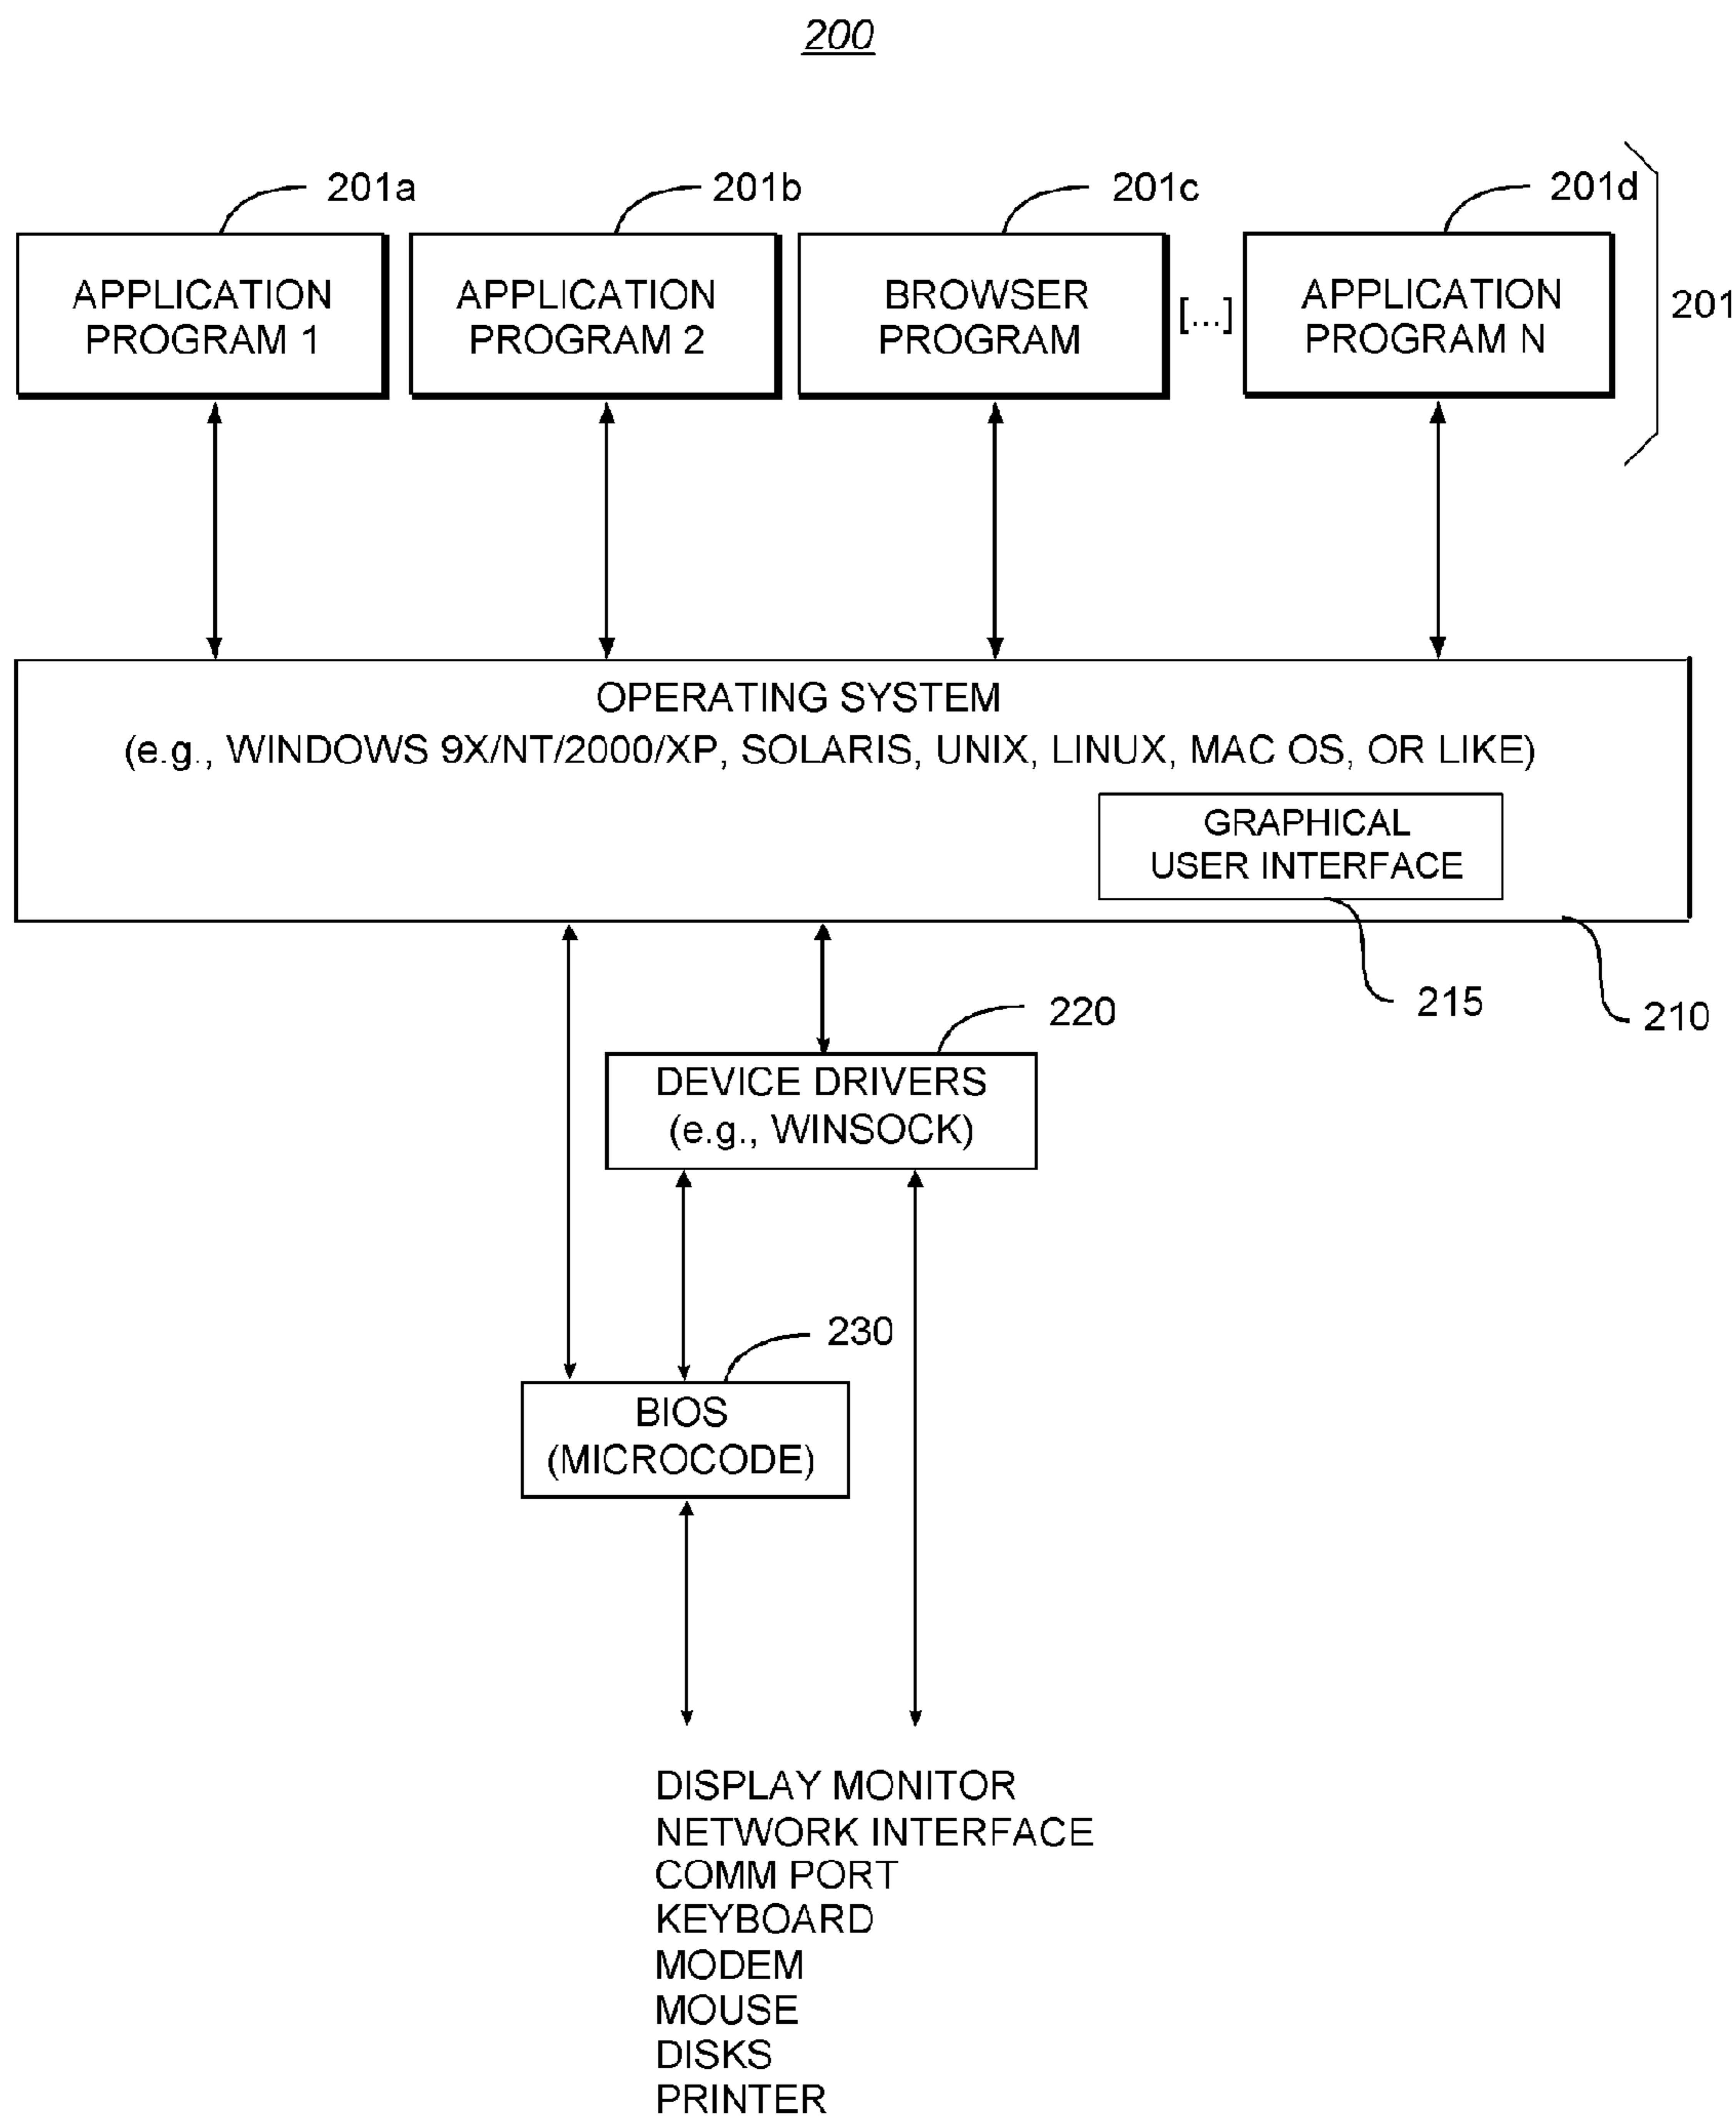 200
201a
201b
201c
201d
APPLICATION
PROGRAM 1
APPLICATION
PROGRAM 2
BROWSER
PROGRAM
[...]
APPLICATION
PROGRAM N
201
OPERATING SYSTEM
(e.g., WINDOWS 9X/NT/2000/XP, SOLARIS, UNIX, LINUX, MAC OS, OR LIKE)
GRAPHICAL
USER INTERFACE
215
210
220
DEVICE DRIVERS
(e.g., WINSOCK)
230
BIOS
(MICROCODE)
DISPLAY MONITOR
NETWORK INTERFACE
COMM PORT
KEYBOARD
MODEM
MOUSE
DISKS
PRINTER